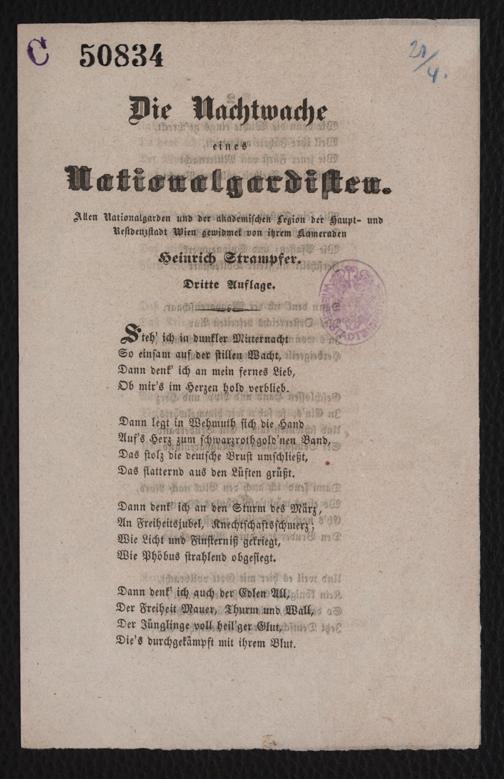 C 50834
21/4.
Die Nachtwache
eines
Nationalgardisten.
Allen Nationalgarden und der akademischen Legion der Haupt- und
Residenzstadt Wien gewidmet von ihrem Kameraden
Heinrich Strampfer.
Dritte Auflage.
Steh' ich in dunkler Mitternacht
So einsam auf der stillen Wacht,
Dann denk' ich an mein fernes Lieb,
Ob mir's im Herzen hold verblieb.
Dann legt in Wehmuth sich die Hand
Auf's Herz zum schwarzrothgold'nen Band,
Das stolz die deutsche Brust umschließt,
Das flatternd aus den Lüften grüßt.
Dann denk' ich an den Sturm des März,
An Freiheitsjubel, Knechtschaftsschmerz;
Wie Licht und Finsterniß gekriegt,
Wie Phöbus strahlend obgesiegt.
Dann denk' ich auch der Edlen All,
Der Freiheit Mauer, Thurm und Wall,
Der Jünglinge voll heil'ger Glut,
Die's durchgekämpft mit ihrem Blut.